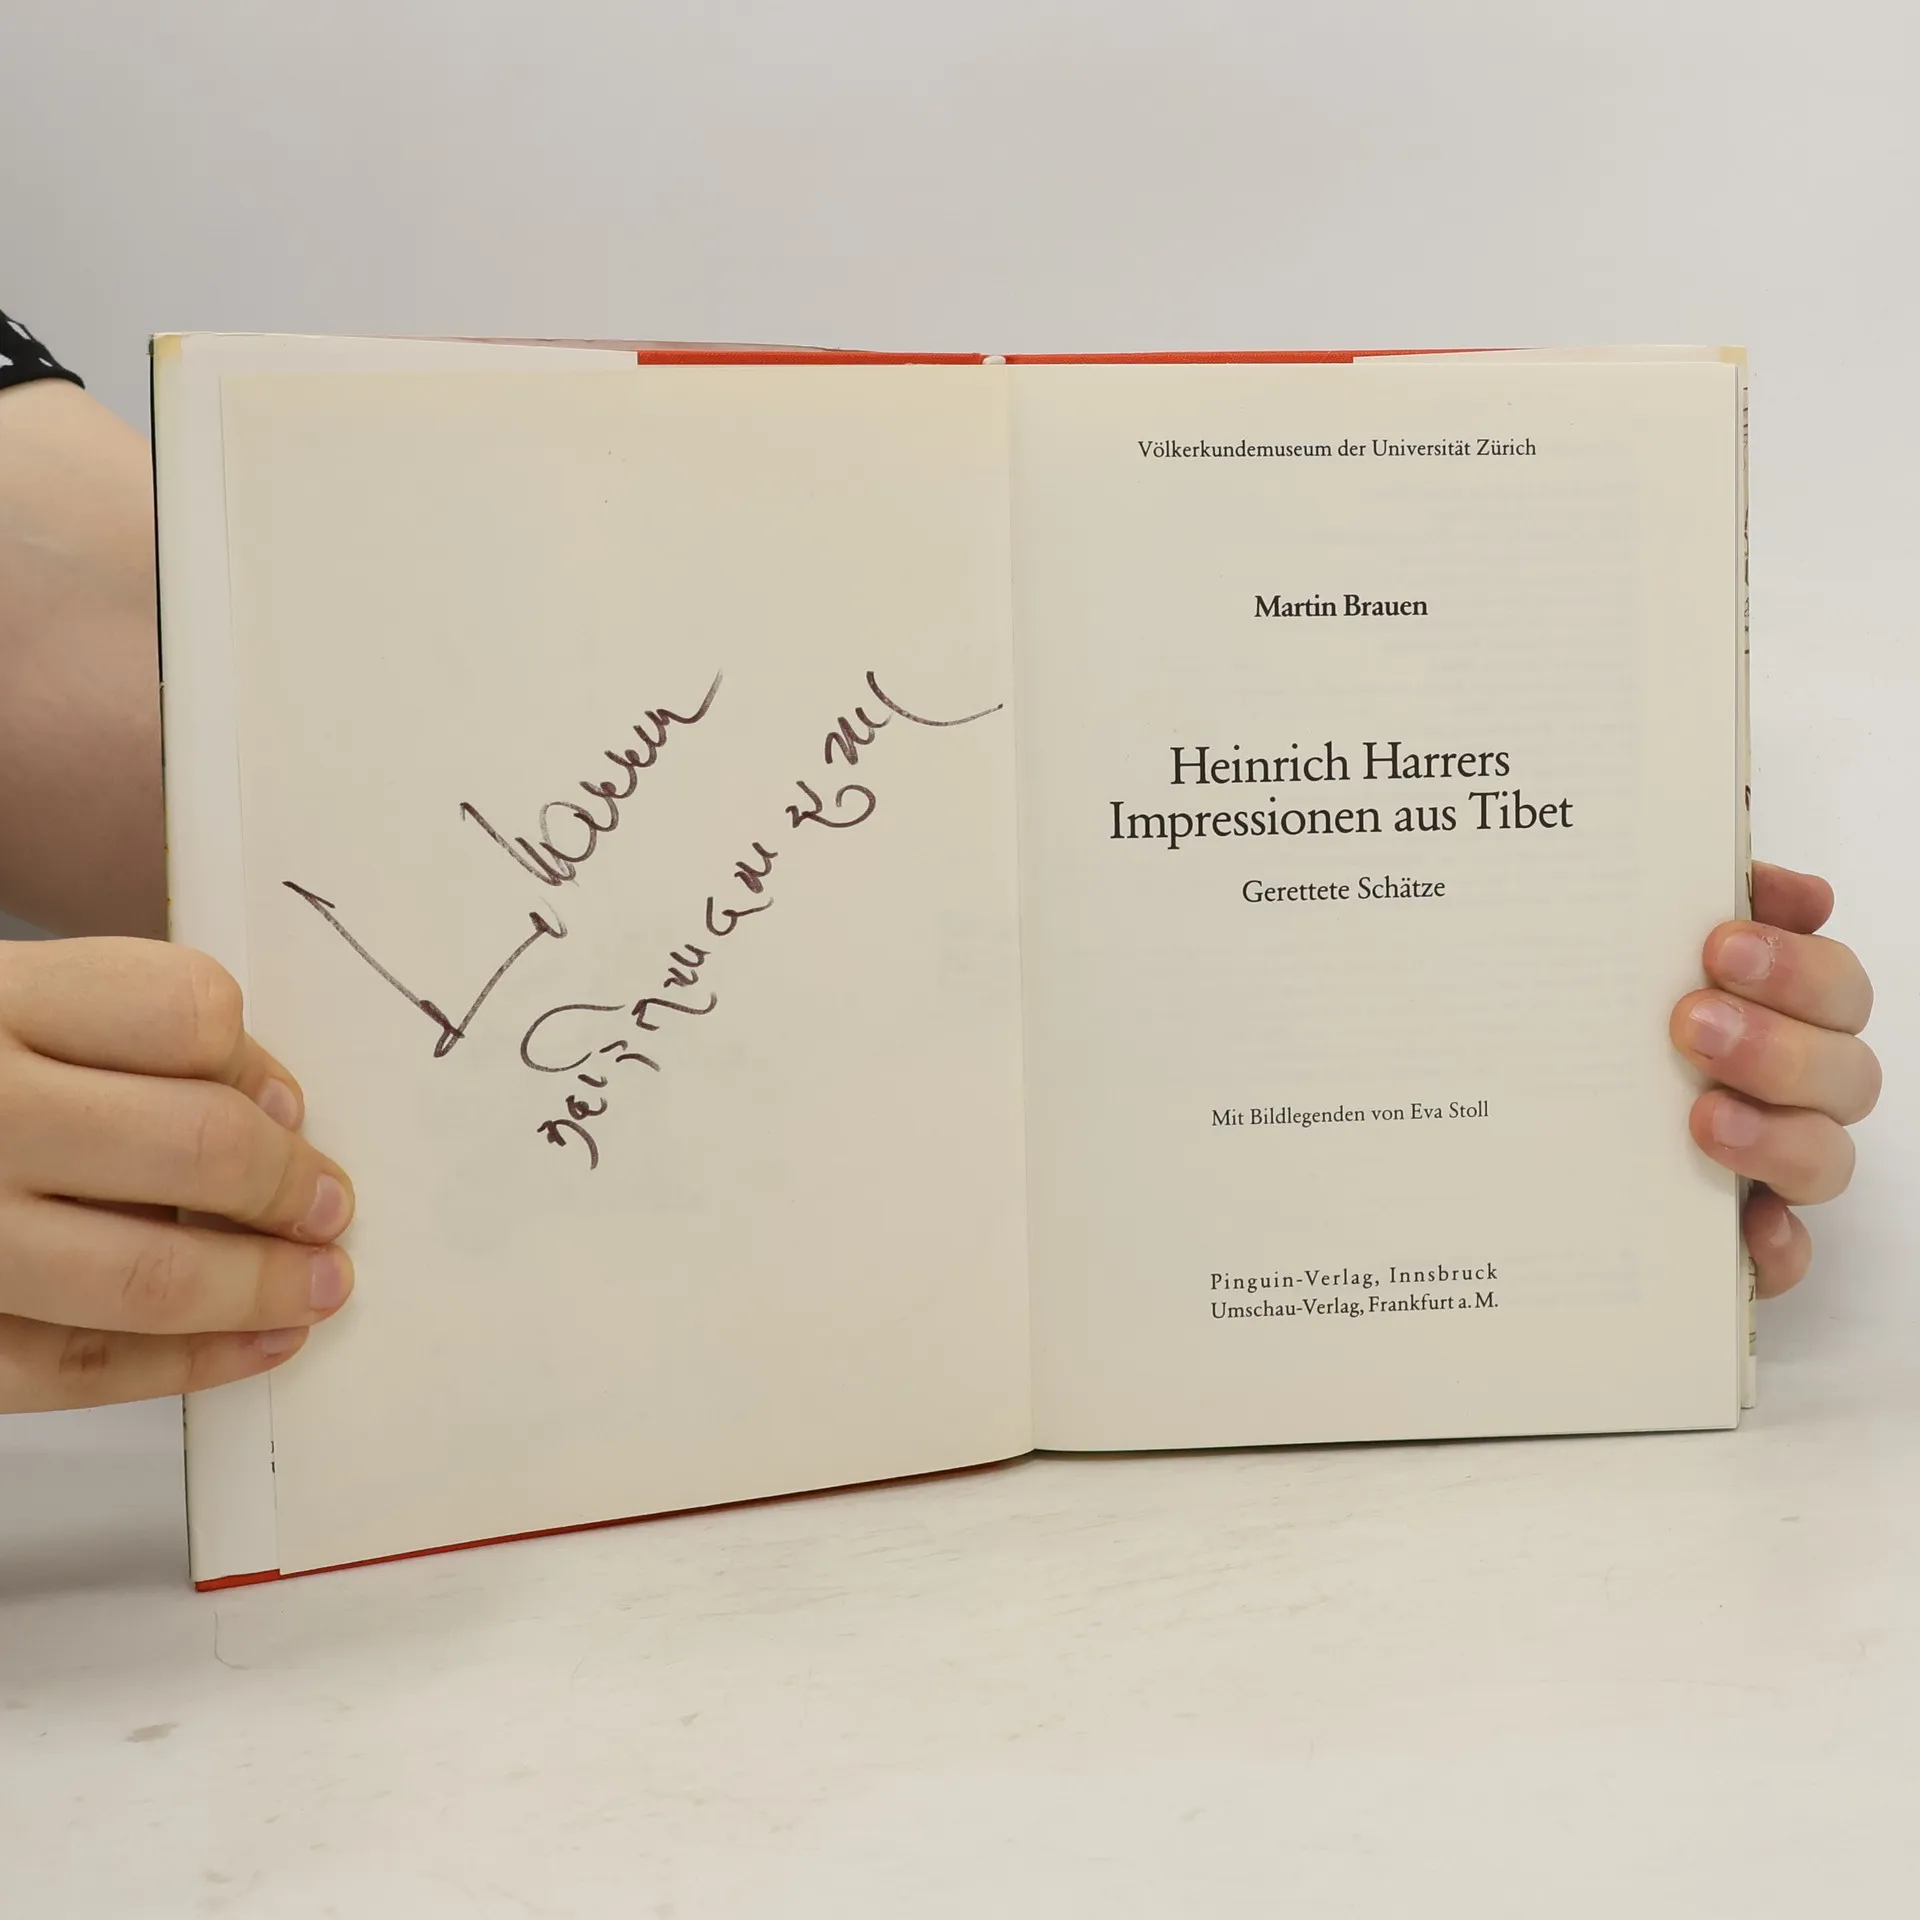 Völkerkundemuseum der Universität Zürich
Martin Brauen
Heinrich Harrers
Impressionen aus Tibet
Gerettete Schätze
Mit Bildlegenden von Eva Stoll
Pinguin-Verlag, Innsbruck
Umschau-Verlag, Frankfurt a. M.